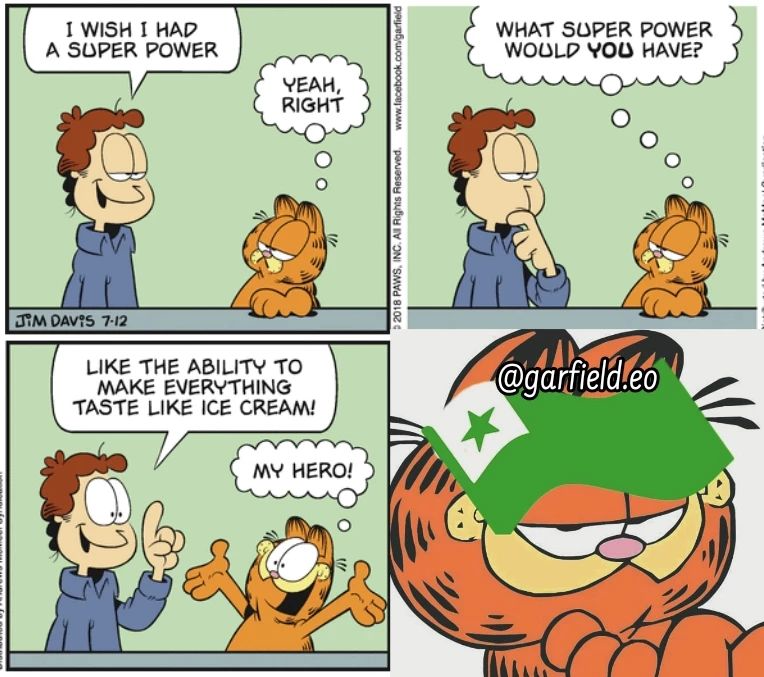 I WISH I HAD
A SUPER POWER
YEAH,
RIGHT
JIM DAVIS 7-12
© 2018 PAWS, INC. All Rights Reserved. www.facebook.com/garfield
WHAT SUPER POWER
WOULD YOU HAVE?
LIKE THE ABILITY TO
MAKE EVERYTHING
TASTE LIKE ICE CREAM!
MY HERO!
@garfield.eo